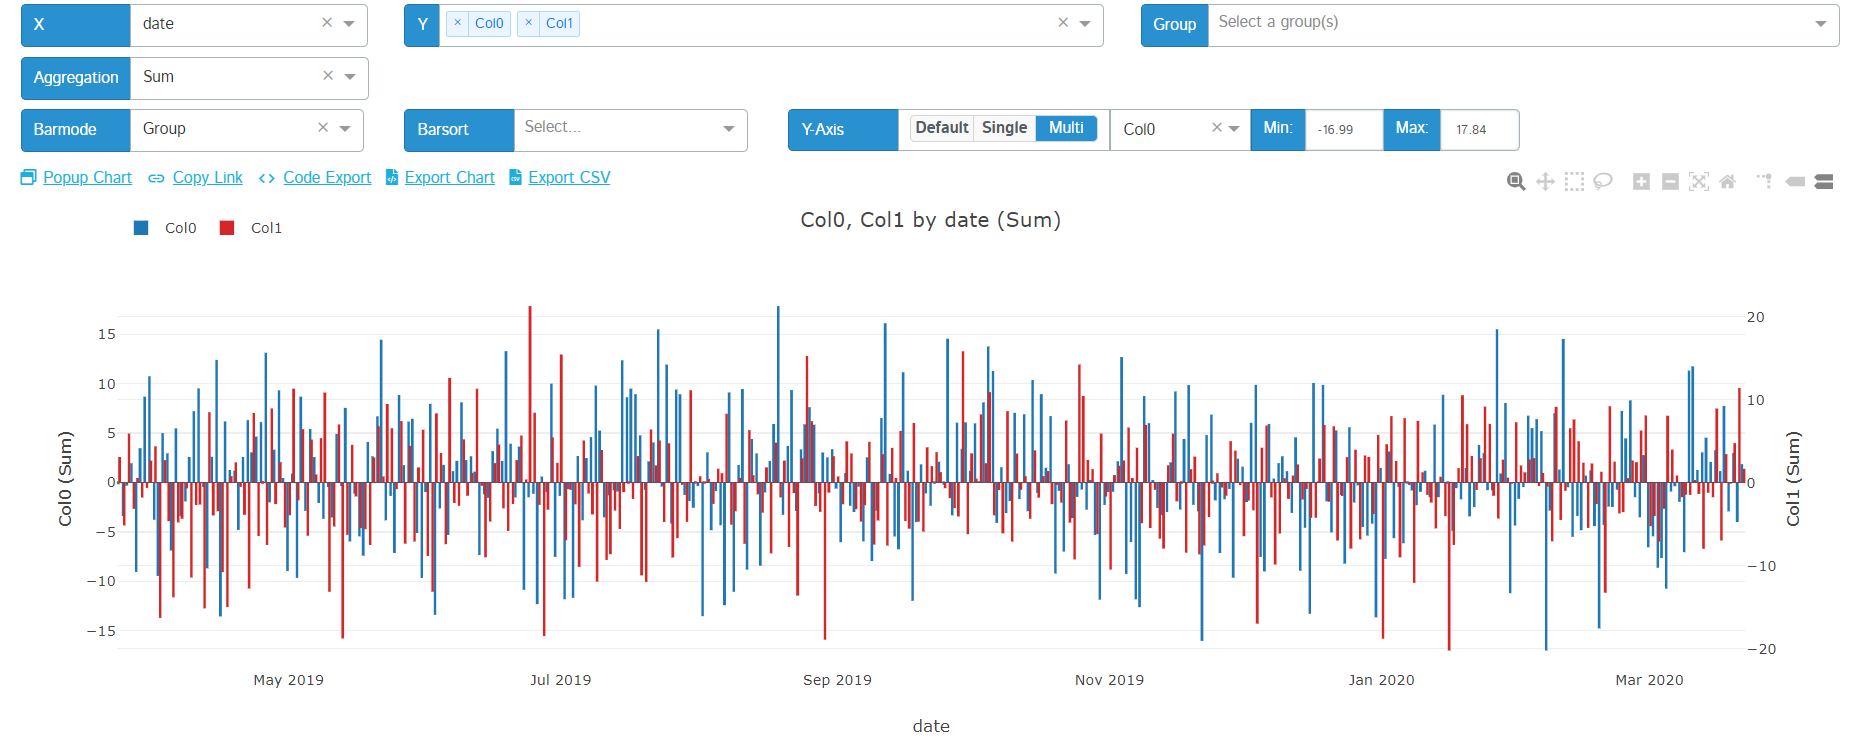 X date × Y × Col0 × Col1 × Group Select a group(s)
Aggregation Sum ×
Barmode Group × Barsort Select... Y-Axis Default Single Multi Col0 × Min: -16.99 Max: 17.84
Popup Chart Copy Link Code Export Export Chart Export CSV
Col0, Col1 by date (Sum)
Col0 Col1
15
10
5
0
−5
−10
−15
Col0 (Sum)
20
10
0
−10
−20
Col1 (Sum)
May 2019 Jul 2019 Sep 2019 Nov 2019 Jan 2020 Mar 2020
date